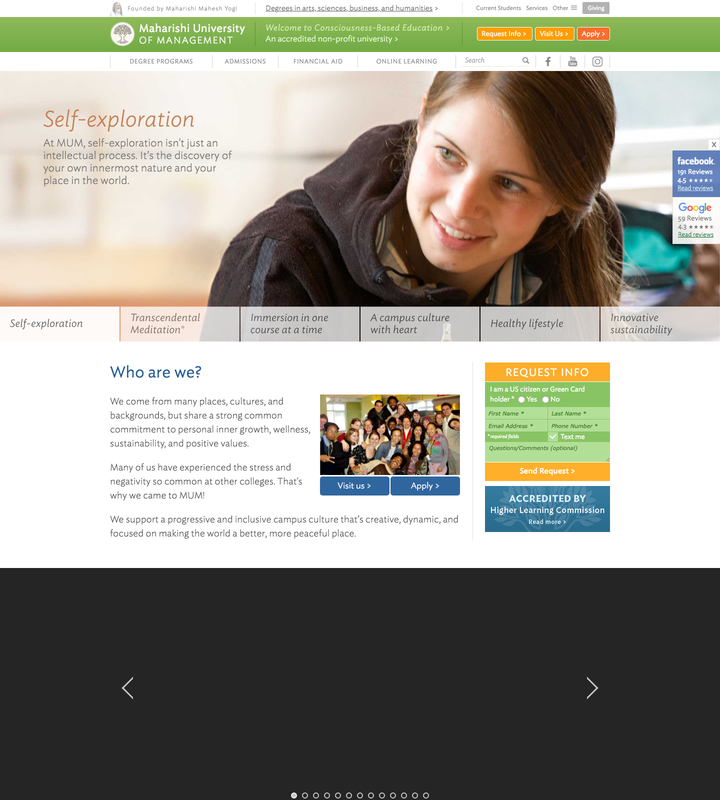 Founded by Maharishi Mahesh Yogi
Degrees in arts, sciences, business, and humanities >
Current Students Services Other Giving
Maharishi University
OF MANAGEMENT
Welcome to Consciousness-Based Education >
An accredited non-profit university >
Request Info > Visit Us > Apply >
DEGREE PROGRAMS ADMISSIONS FINANCIAL AID ONLINE LEARNING Search
Self-exploration
At MUM, self-exploration isn't just an
intellectual process. It's the discovery of
your own innermost nature and your
place in the world.
X
facebook.
191 Reviews
4.5
Read reviews
Google
59 Reviews
4.3
Read reviews
Self-exploration
Transcendental
Meditation®
Immersion in one
course at a time
A campus culture
with heart
Healthy lifestyle
Innovative
sustainability
Who are we?
We come from many places, cultures, and
backgrounds, but share a strong common
commitment to personal inner growth, wellness,
sustainability, and positive values.
Many of us have experienced the stress and
negativity so common at other colleges. That's
why we came to MUM!
Visit us > Apply >
We support a progressive and inclusive campus culture that's creative, dynamic, and
focused on making the world a better, more peaceful place.
REQUEST INFO
I am a US citizen or Green Card
holder * Yes No
First Name * Last Name *
Email Address * Phone Number *
* required fields Text me
Questions/Comments (optional)
Send Request >
ACCREDITED BY
Higher Learning Commission
Read more >